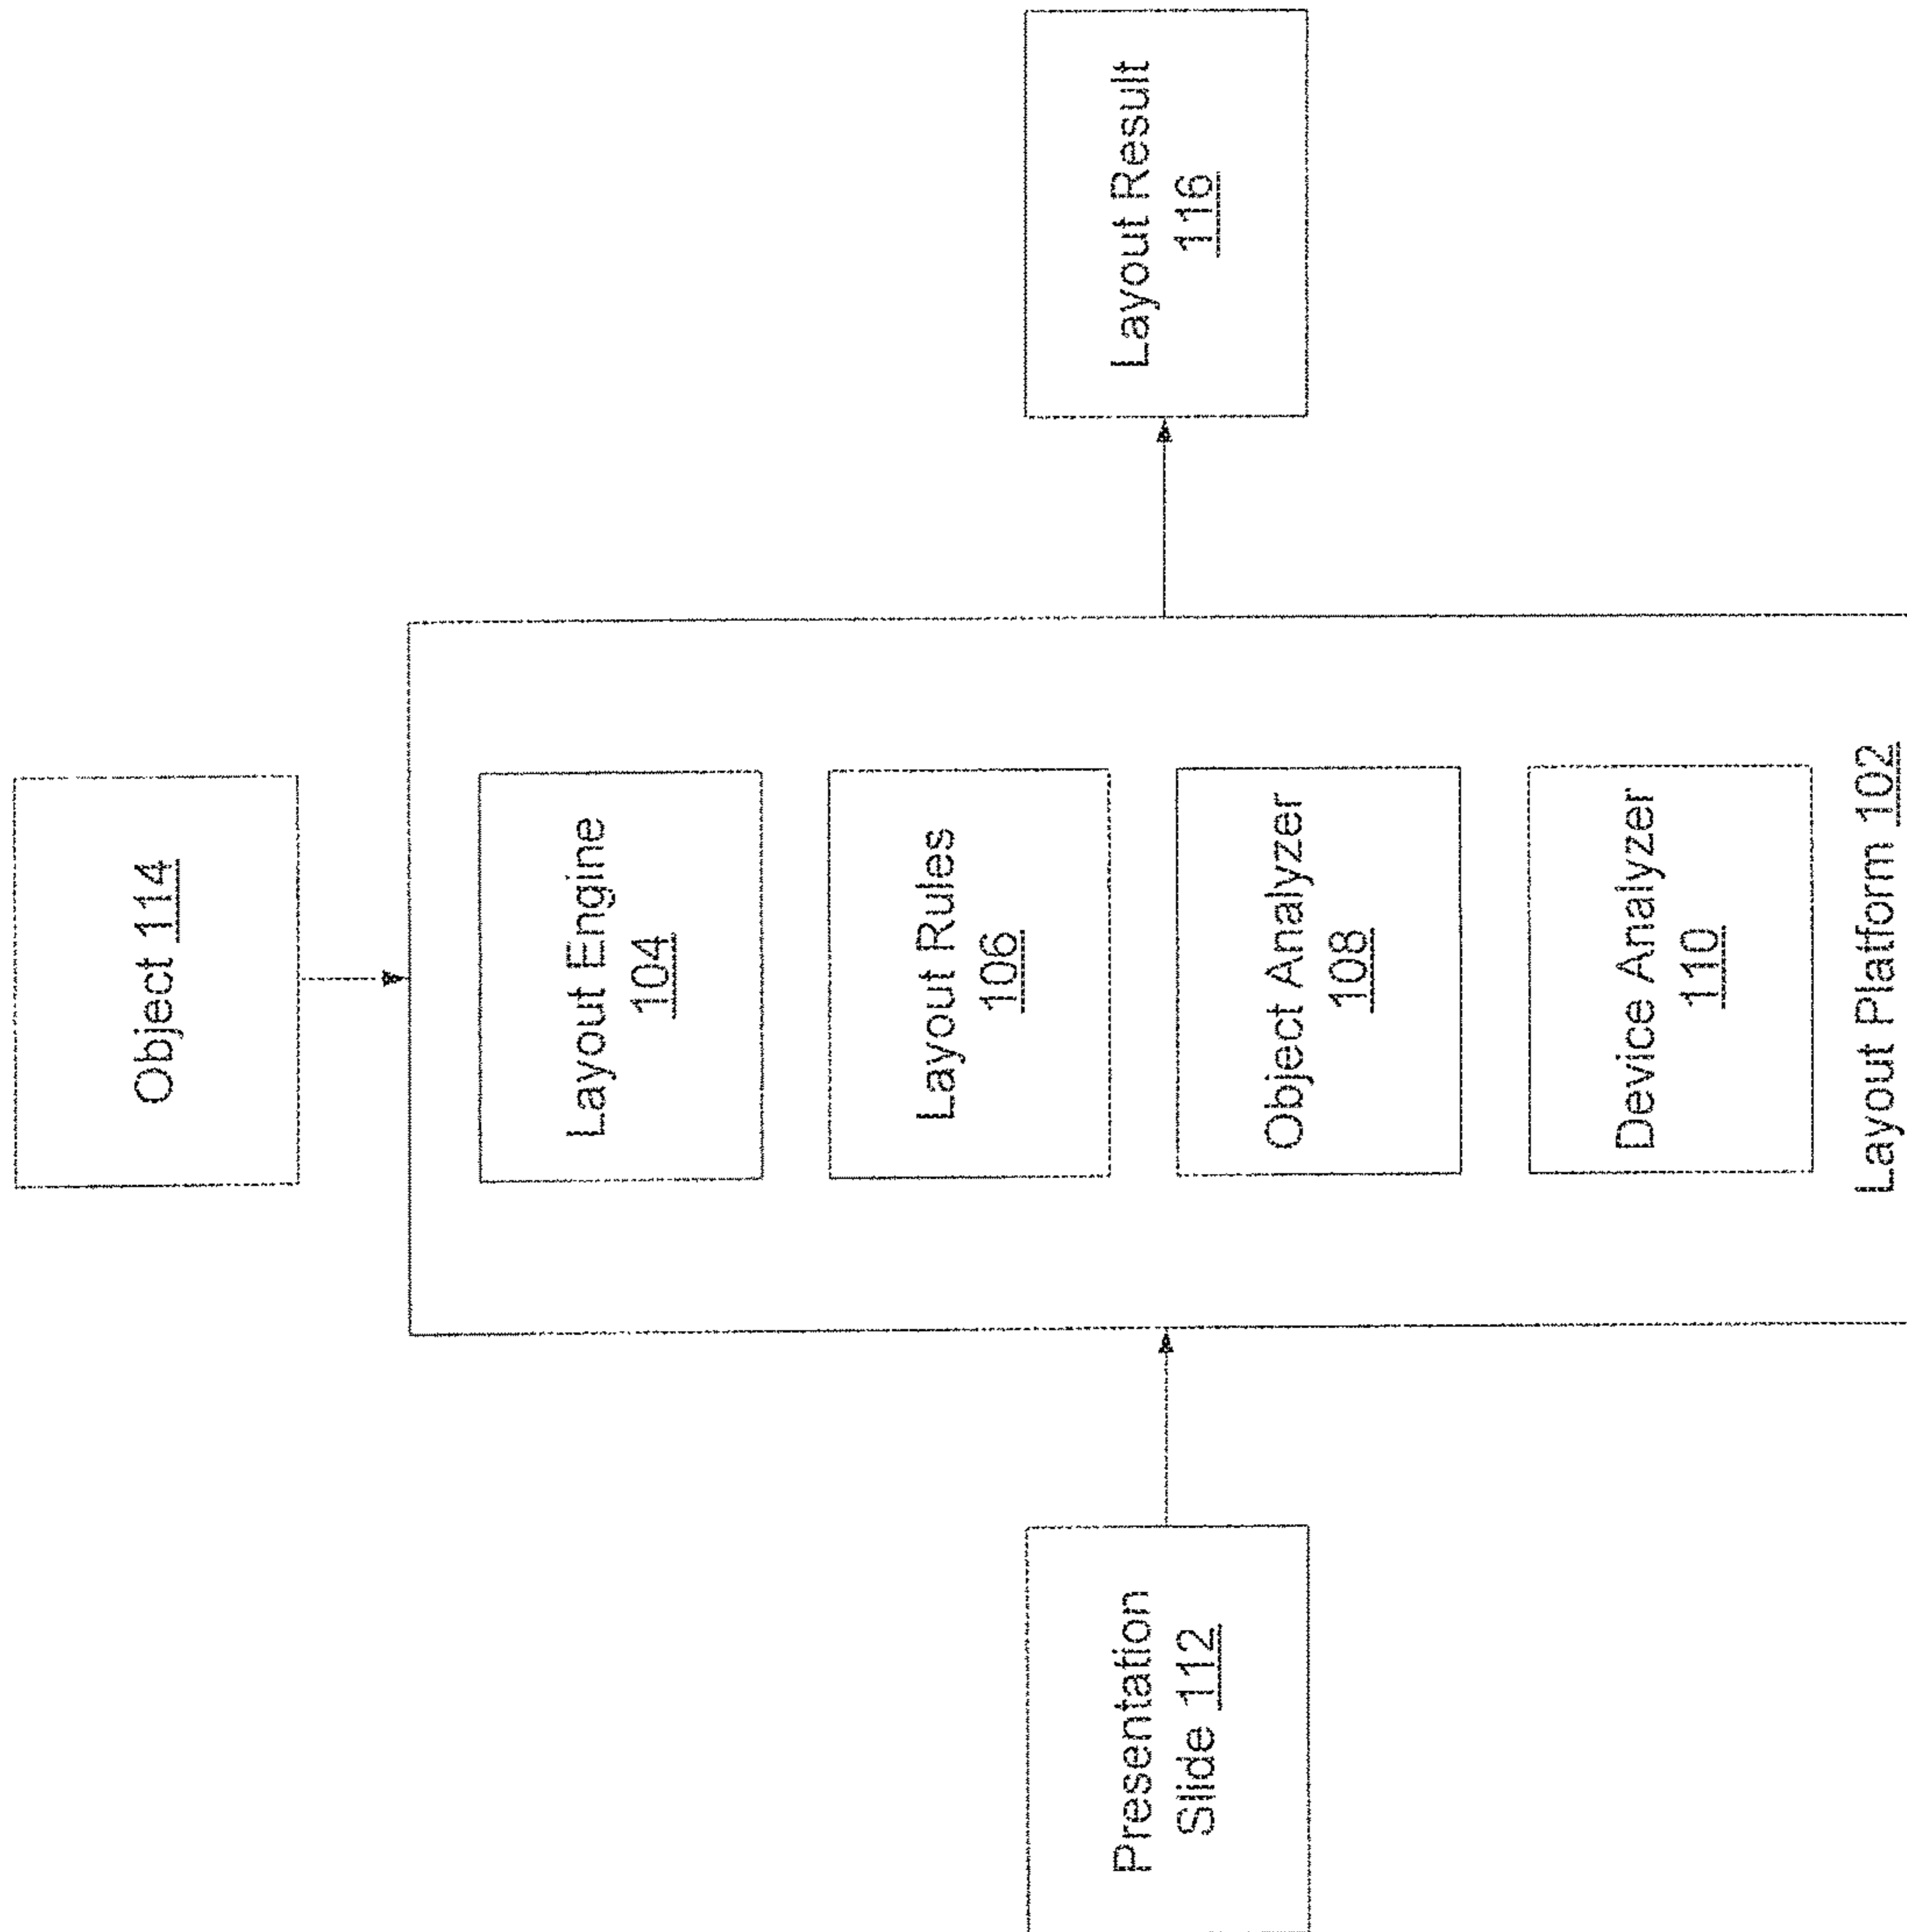 Object 114
Layout Engine
104
Layout Rules
106
Object Analyzer
108
Device Analyzer
110
Layout Platform 102
Presentation
Slide 112
Layout Result
116